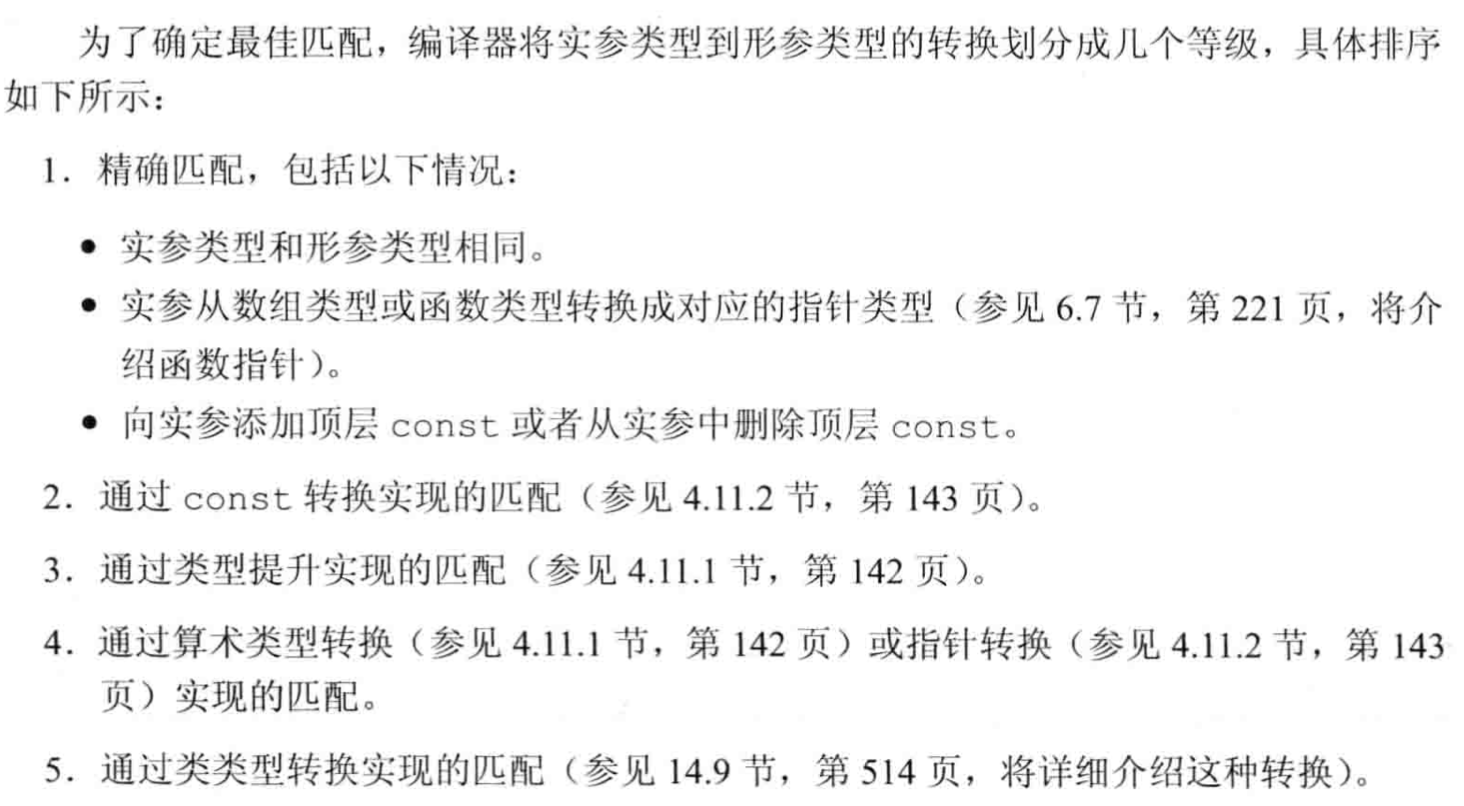 为了确定最佳匹配，编译器将实参类型到形参类型的转换划分成几个等级，具体排序
如下所示：
1．精确匹配，包括以下情况：
● 实参类型和形参类型相同。
● 实参从数组类型或函数类型转换成对应的指针类型（参见 6.7 节，第 221 页，将介
绍函数指针）。
● 向实参添加顶层 const 或者从实参中删除顶层 const。
2．通过 const 转换实现的匹配（参见 4.11.2 节，第 143 页）。
3．通过类型提升实现的匹配（参见 4.11.1 节，第 142 页）。
4．通过算术类型转换（参见 4.11.1 节，第 142 页）或指针转换（参见 4.11.2 节，第 143
页）实现的匹配。
5．通过类类型转换实现的匹配（参见 14.9 节，第 514 页，将详细介绍这种转换）。